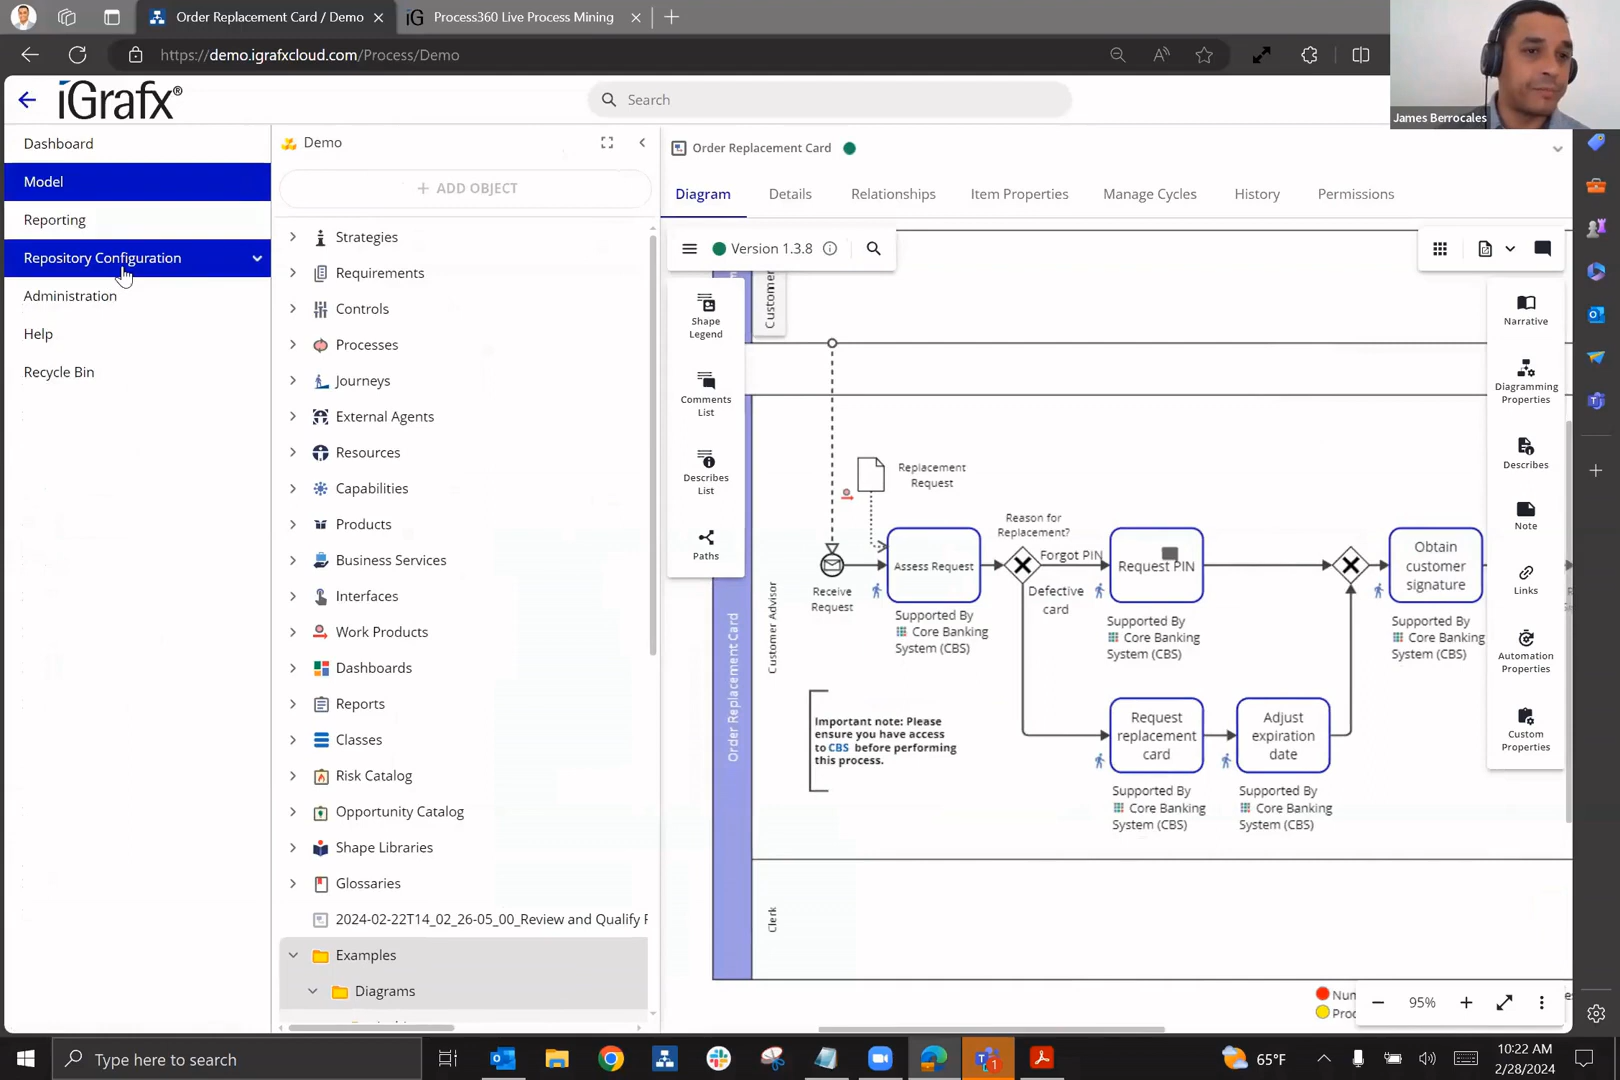 Order Replacement Card / Demo
iG Process360 Live Process Mining
https://demo.igrafxcloud.com/Process/Demo
iGrafx®
Search
James Berrocales
Dashboard
Model
Reporting
Repository Configuration
Administration
Help
Recycle Bin
Demo
ADD OBJECT
Strategies
Requirements
Controls
Processes
Journeys
External Agents
Resources
Capabilities
Products
Business Services
Interfaces
Work Products
Dashboards
Reports
Classes
Risk Catalog
Opportunity Catalog
Shape Libraries
Glossaries
2024-02-22T14_02_26-05_00_Review and Qualify
Examples
Diagrams
Order Replacement Card
Diagram
Details
Relationships
Item Properties
Manage Cycles
History
Permissions
Version 1.3.8
Shape
Legend
Comments
List
Describes
List
Paths
Customer
Order Replacement Card
Customer Advisor
Clerk
Replacement
Request
Receive
Request
Assess Request
Supported By
Core Banking
System (CBS)
Reason for
Replacement?
Forgot PIN
Defective
card
Request PIN
Supported By
Core Banking
System (CBS)
Obtain
customer
signature
Supported By
Core Banking
System (CBS)
Important note: Please
ensure you have access
to CBS before performing
this process.
Request
replacement
card
Supported By
Core Banking
System (CBS)
Adjust
expiration
date
Supported By
Core Banking
System (CBS)
Narrative
Diagramming
Properties
Describes
Note
Links
Automation
Properties
Custom
Properties
95%
Type here to search
65°F
10:22 AM
2/28/2024